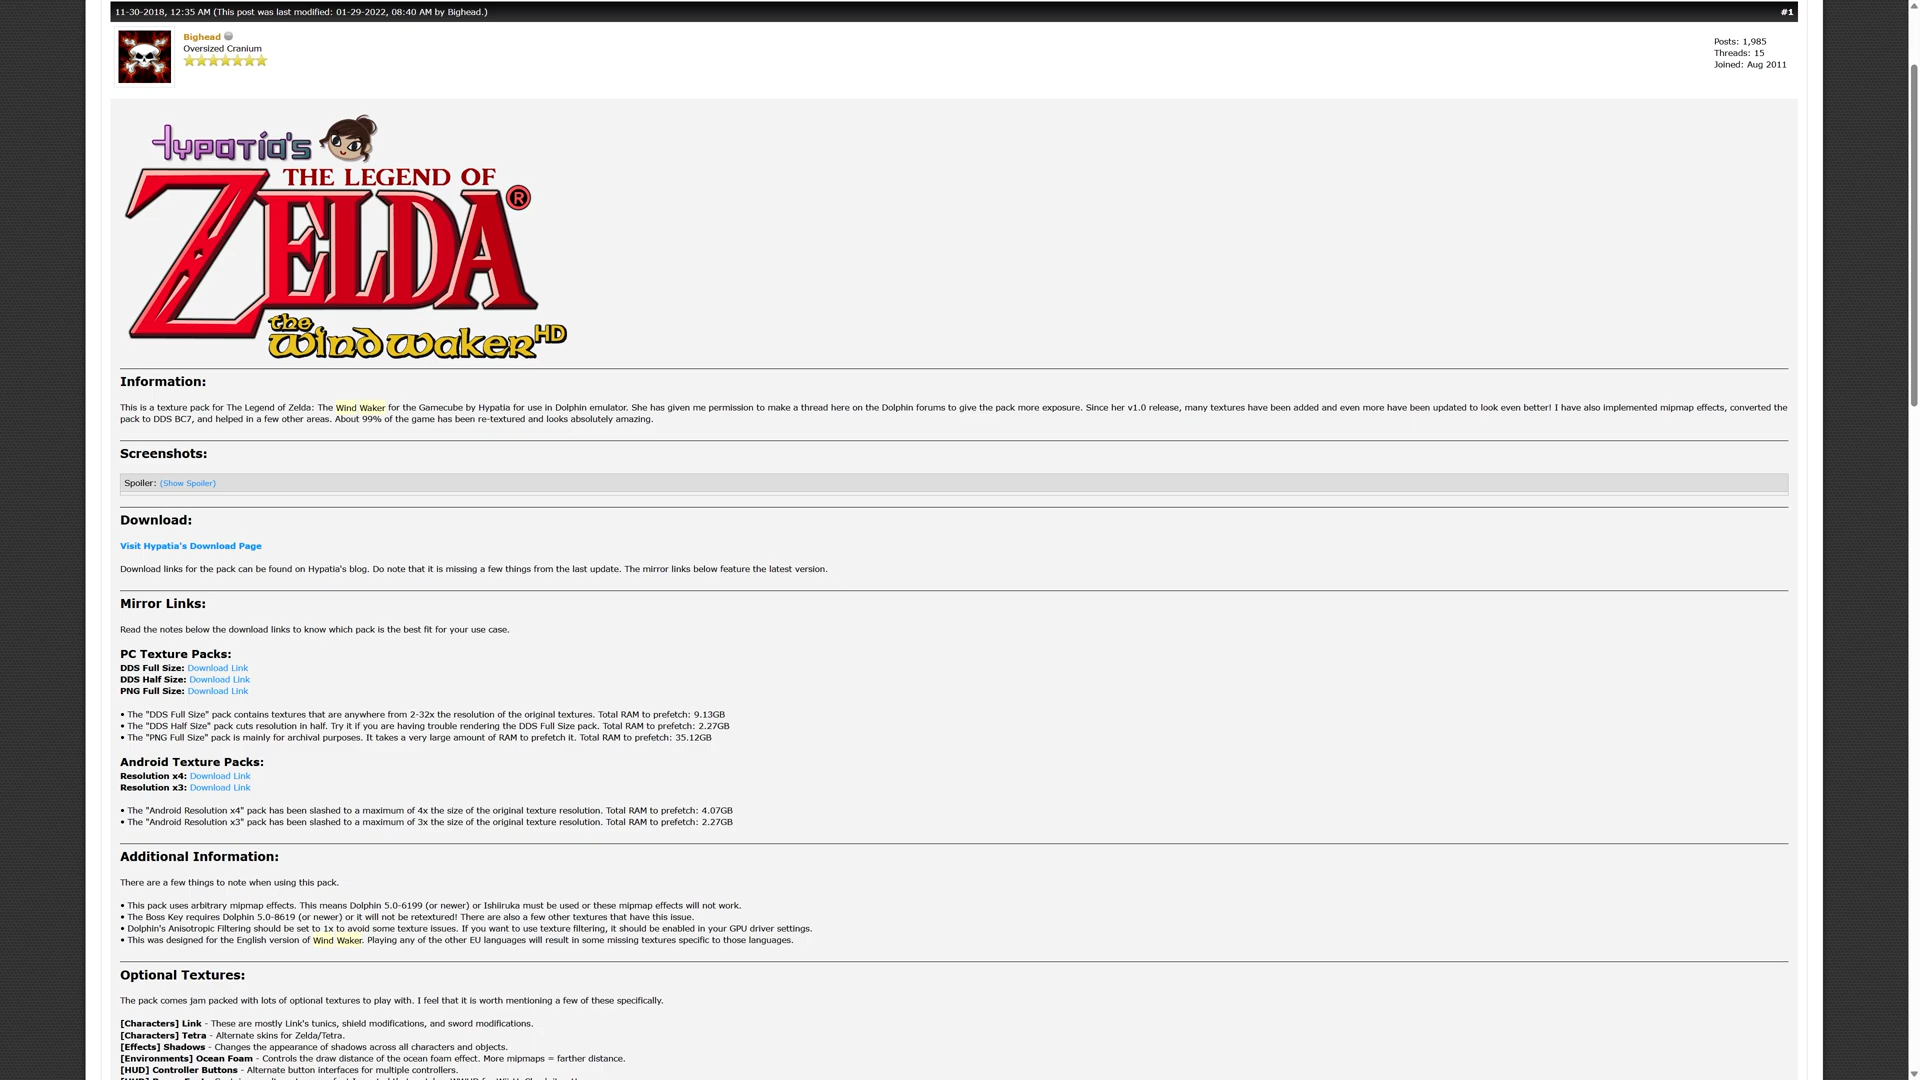 11-30-2018, 12:35 AM (This post was last modified: 01-29-2022, 08:40 AM by Bighead.)
#1
Bighead
Oversized Cranium
Posts: 1,985
Threads: 15
Joined: Aug 2011
Hypatia's
THE LEGEND OF
ZELDA®
the
Wind Waker HD
Information:
This is a texture pack for The Legend of Zelda: The Wind Waker for the Gamecube by Hypatia for use in Dolphin emulator. She has given me permission to make a thread here on the Dolphin forums to give the pack more exposure. Since her v1.0 release, many textures have been added and even more have been updated to look even better! I have also implemented mipmap effects, converted the
pack to DDS BC7, and helped in a few other areas. About 99% of the game has been re-textured and looks absolutely amazing.
Screenshots:
Spoiler: (Show Spoiler)
Download:
Visit Hypatia's Download Page
Download links for the pack can be found on Hypatia's blog. Do note that it is missing a few things from the last update. The mirror links below feature the latest version.
Mirror Links:
Read the notes below the download links to know which pack is the best fit for your use case.
PC Texture Packs:
DDS Full Size: Download Link
DDS Half Size: Download Link
PNG Full Size: Download Link
• The "DDS Full Size" pack contains textures that are anywhere from 2-32x the resolution of the original textures. Total RAM to prefetch: 9.13GB
• The "DDS Half Size" pack cuts resolution in half. Try it if you are having trouble rendering the DDS Full Size pack. Total RAM to prefetch: 2.27GB
• The "PNG Full Size" pack is mainly for archival purposes. It takes a very large amount of RAM to prefetch it. Total RAM to prefetch: 35.12GB
Android Texture Packs:
Resolution x4: Download Link
Resolution x3: Download Link
• The "Android Resolution x4" pack has been slashed to a maximum of 4x the size of the original texture resolution. Total RAM to prefetch: 4.07GB
• The "Android Resolution x3" pack has been slashed to a maximum of 3x the size of the original texture resolution. Total RAM to prefetch: 2.27GB
Additional Information:
There are a few things to note when using this pack.
• This pack uses arbitrary mipmap effects. This means Dolphin 5.0-6199 (or newer) or Ishiiruka must be used or these mipmap effects will not work.
• The Boss Key requires Dolphin 5.0-8619 (or newer) or it will not be retextured! There are also a few other textures that have this issue.
• Dolphin's Anisotropic Filtering should be set to 1x to avoid some texture issues. If you want to use texture filtering, it should be enabled in your GPU driver settings.
• This was designed for the English version of Wind Waker. Playing any of the other EU languages will result in some missing textures specific to those languages.
Optional Textures:
The pack comes jam packed with lots of optional textures to play with. I feel that it is worth mentioning a few of these specifically.
[Characters] Link - These are mostly Link's tunics, shield modifications, and sword modifications.
[Characters] Tetra - Alternate skins for Zelda/Tetra.
[Effects] Shadows - Changes the appearance of shadows across all characters and objects.
[Environments] Ocean Foam - Controls the draw distance of the ocean foam effect. More mipmaps = farther distance.
[HUD] Controller Buttons - Alternate button interfaces for multiple controllers.